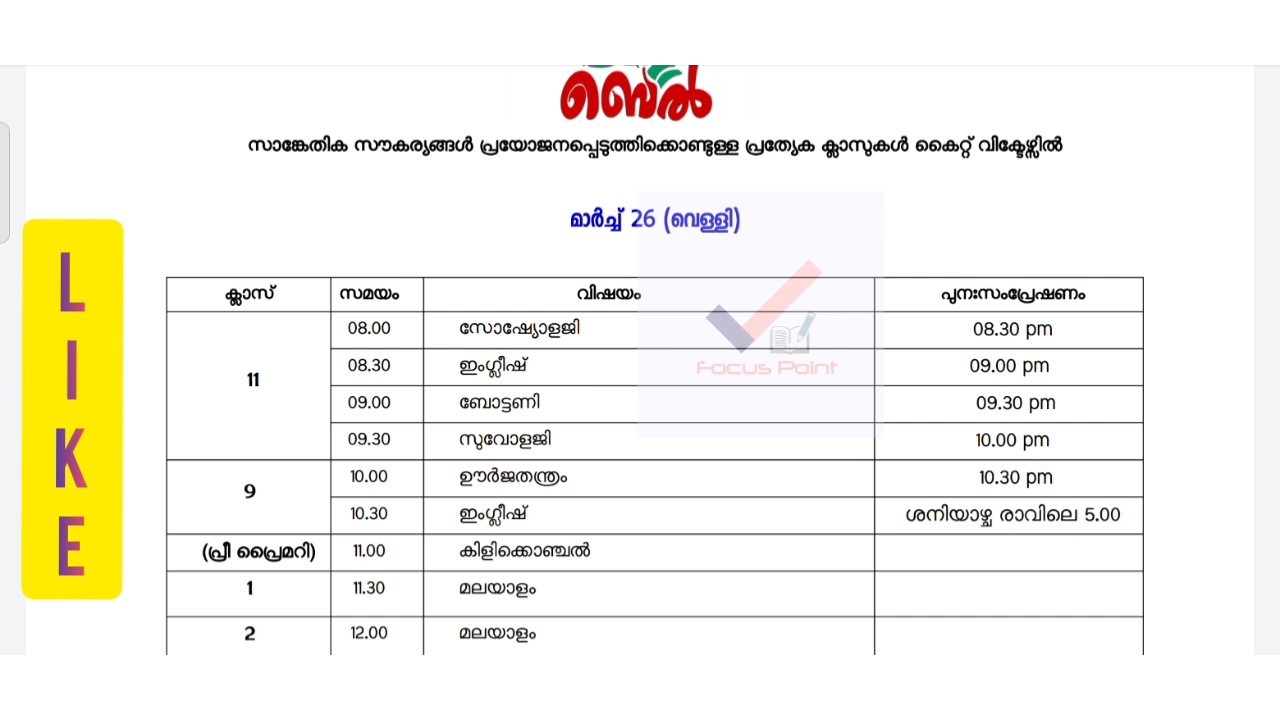 ബെൽ
സാങ്കേതിക സൗകര്യങ്ങൾ പ്രയോജനപ്പെടുത്തിക്കൊണ്ടുള്ള പ്രത്യേക ക്ലാസുകൾ കൈറ്റ് വിക്ടേഴ്സിൽ
മാർച്ച് 26 (വെള്ളി)
ക്ലാസ് സമയം വിഷയം പുനഃസംപ്രേഷണം
11 08.00 സോഷ്യോളജി 08.30 pm
08.30 ഇംഗ്ലീഷ് 09.00 pm
09.00 ബോട്ടണി 09.30 pm
09.30 സുവോളജി 10.00 pm
9 10.00 ഊർജതന്ത്രം 10.30 pm
10.30 ഇംഗ്ലീഷ് ശനിയാഴ്ച രാവിലെ 5.00
(പ്രീ പ്രൈമറി) 11.00 കിളിക്കൊഞ്ചൽ
1 11.30 മലയാളം
2 12.00 മലയാളം
LIKE
Focus Point